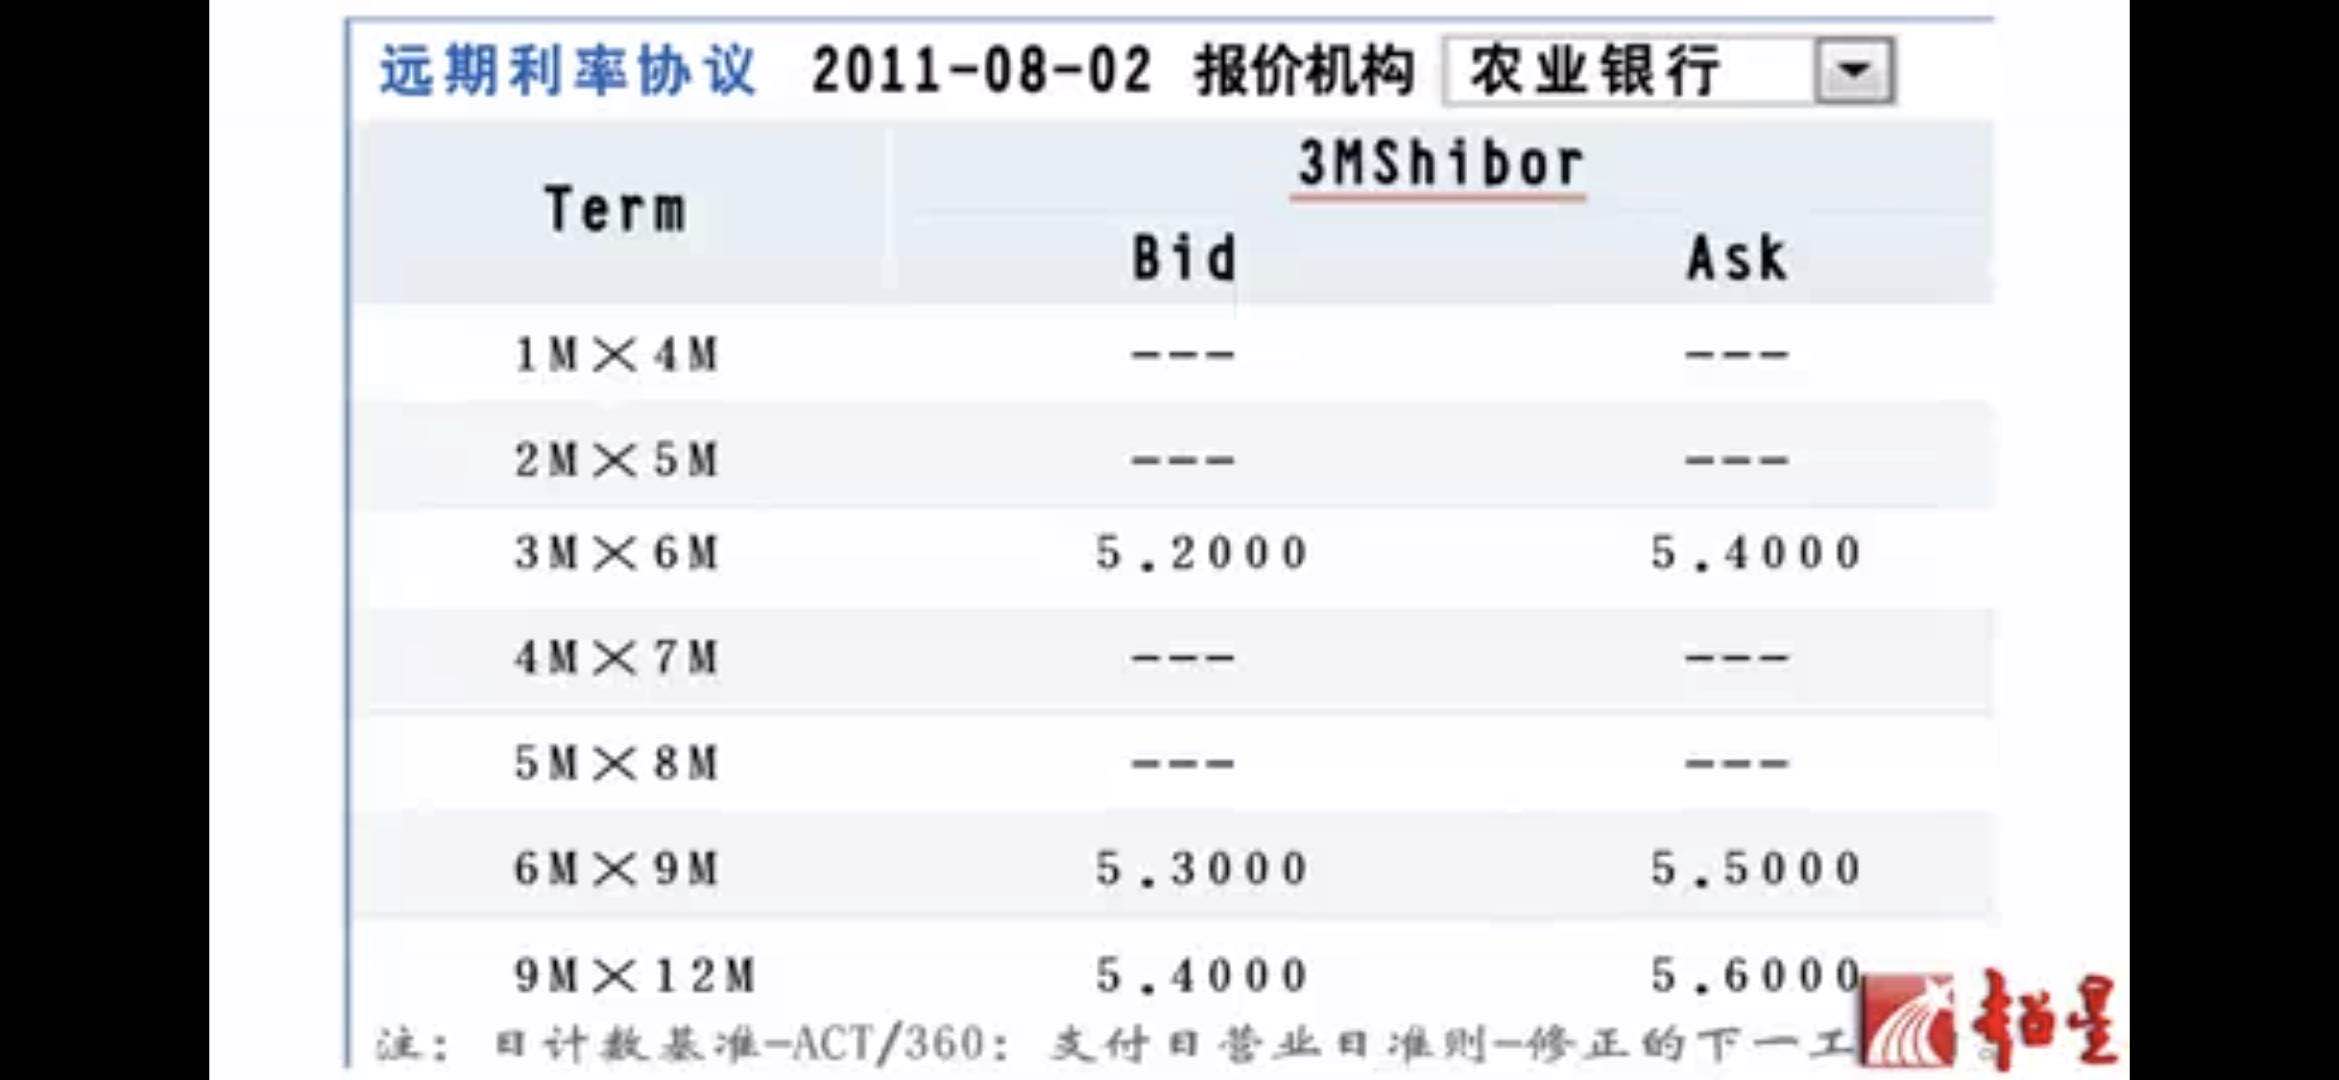 远期利率协议 2011-08-02 报价机构 农业银行
3MShibor
Term
Bid Ask
1M×4M --- ---
2M×5M --- ---
3M×6M 5.2000 5.4000
4M×7M --- ---
5M×8M --- ---
6M×9M 5.3000 5.5000
9M×12M 5.4000 5.6000
注: 日计数基准-ACT/360: 支付日营业日准则-修正的下一工
超星